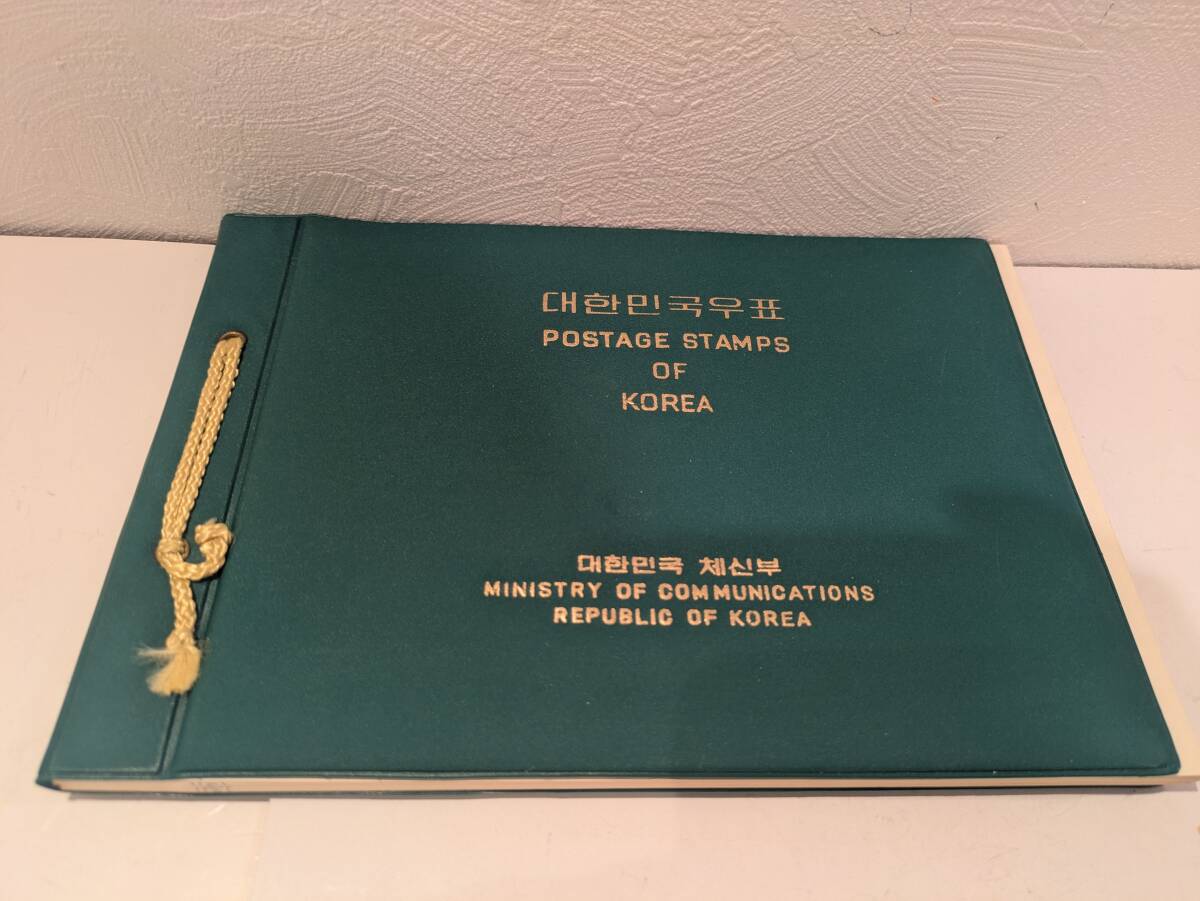 대한민국우표
POSTAGE STAMPS
OF
KOREA
대한민국 체신부
MINISTRY OF COMMUNICATIONS
REPUBLIC OF KOREA